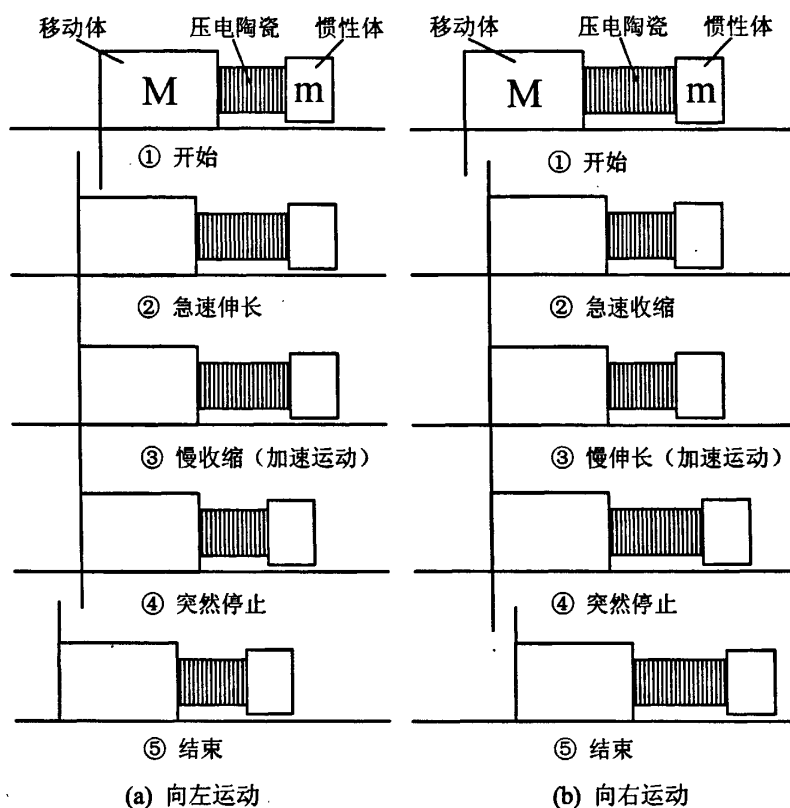 移动体 压电陶瓷 惯性体
M m
① 开始
② 急速伸长
③ 慢收缩（加速运动）
④ 突然停止
⑤ 结束
(a) 向左运动
移动体 压电陶瓷 惯性体
M m
① 开始
② 急速收缩
③ 慢伸长（加速运动）
④ 突然停止
⑤ 结束
(b) 向右运动